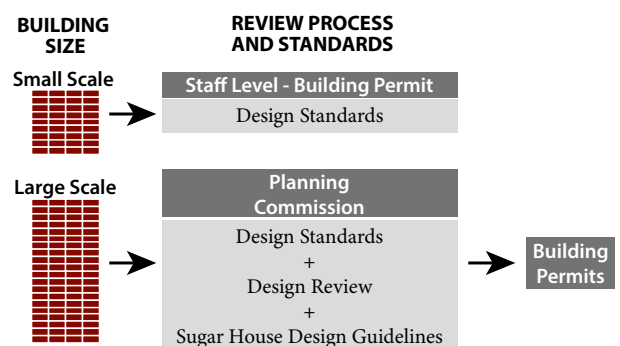 BUILDING
SIZE
REVIEW PROCESS
AND STANDARDS
Small Scale
Staff Level - Building Permit
Design Standards
Large Scale
Planning
Commission
Design Standards
+
Design Review
+
Sugar House Design Guidelines
Building
Permits